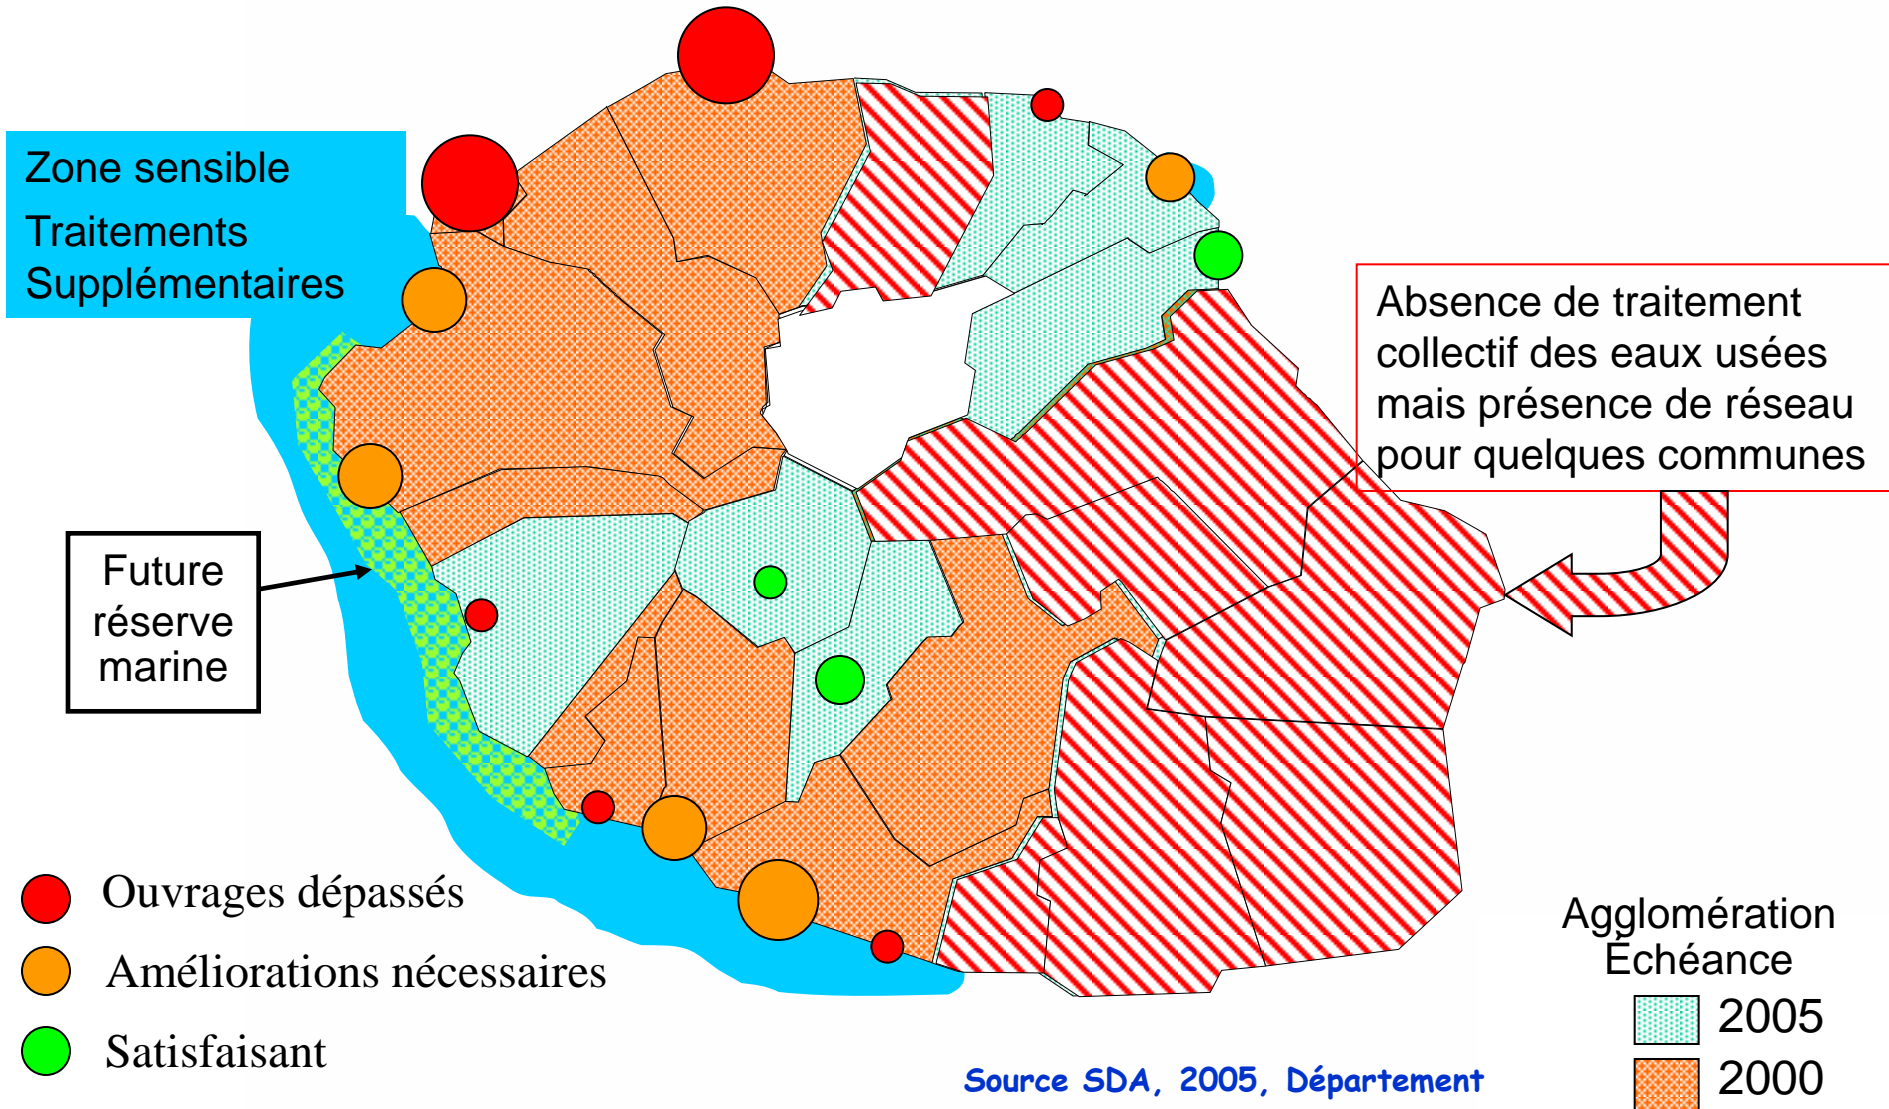 Zone sensible
Traitements
Supplémentaires
Absence de traitement
collectif des eaux usées
mais présence de réseau
pour quelques communes
Future
réserve
marine
Ouvrages dépassés
Améliorations nécessaires
Satisfaisant
Agglomération
Échéance
2005
2000
Source SDA, 2005, Département